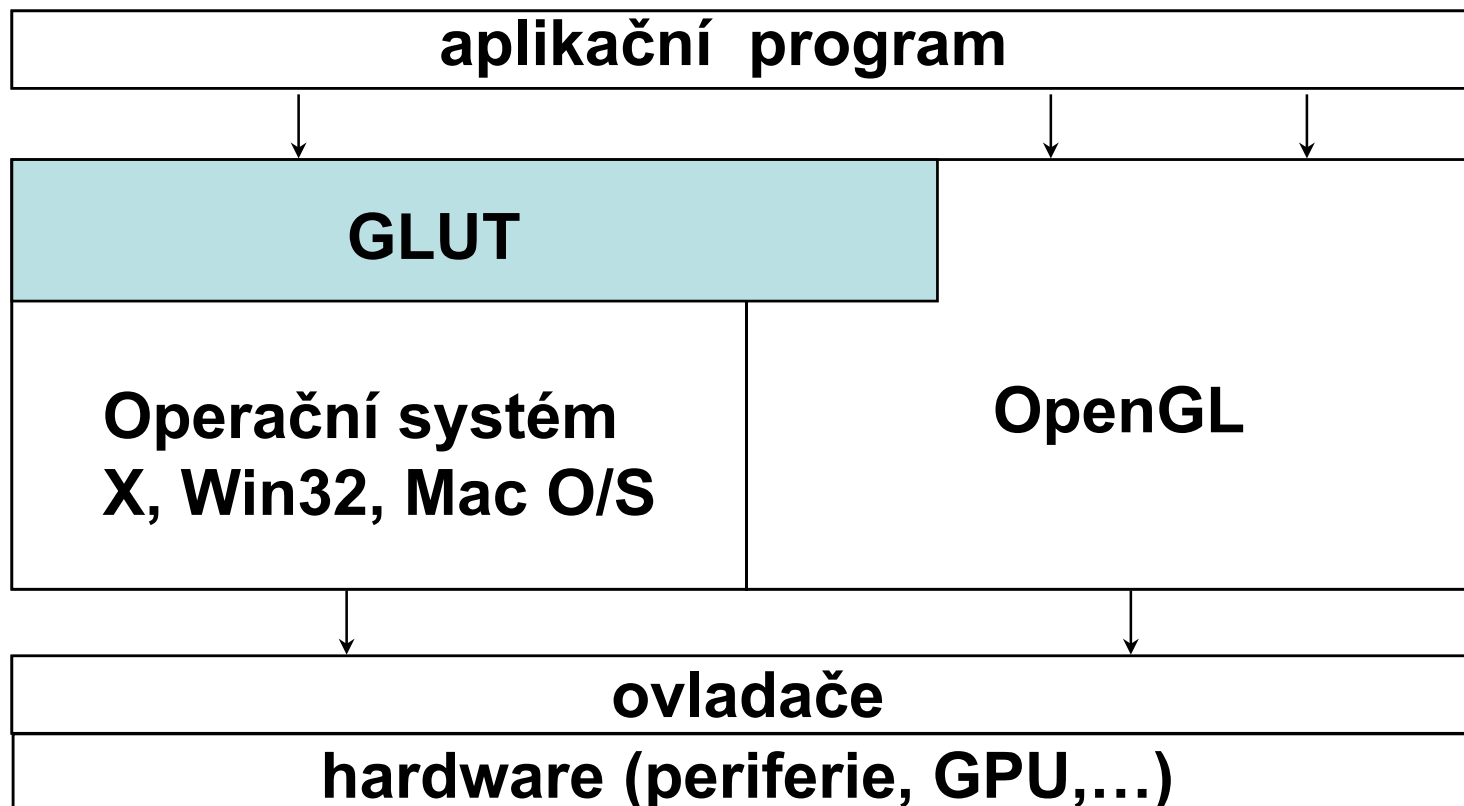 aplikační program
GLUT
Operační systém
X, Win32, Mac O/S
OpenGL
ovladače
hardware (periferie, GPU,...)